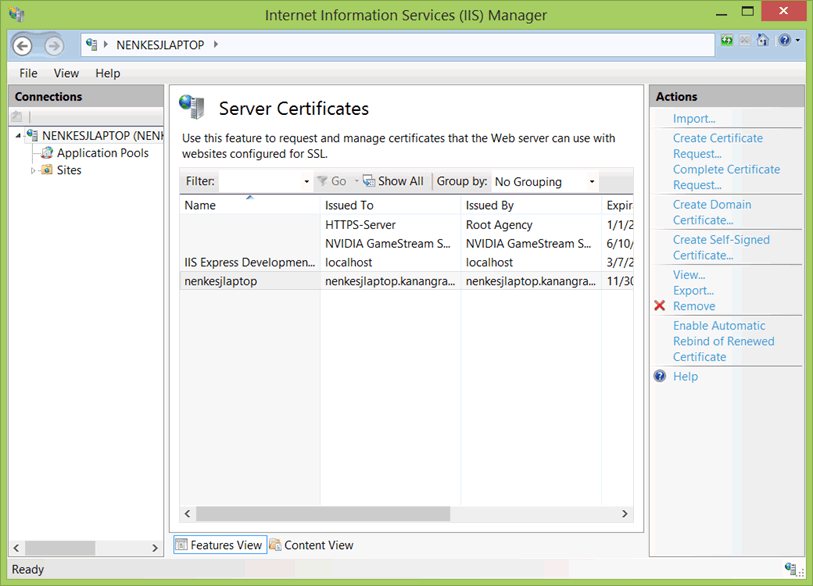 Internet Information Services (IIS) Manager
NENKESJLAPTOP
File View Help
Connections
NENKESJLAPTOP (NENK
Application Pools
Sites
Server Certificates
Use this feature to request and manage certificates that the Web server can use with
websites configured for SSL.
Filter: Go Show All Group by: No Grouping
Name Issued To Issued By Expir
HTTPS-Server Root Agency 1/1/2
NVIDIA GameStream S... NVIDIA GameStream S... 6/10/
IIS Express Developmen... localhost localhost 3/7/2
nenkesjlaptop nenkesjlaptop.kanangra... nenkesjlaptop.kanangra... 11/30
Features View Content View
Actions
Import...
Create Certificate
Request...
Complete Certificate
Request...
Create Domain
Certificate...
Create Self-Signed
Certificate...
View...
Export...
Remove
Enable Automatic
Rebind of Renewed
Certificate
Help
Ready